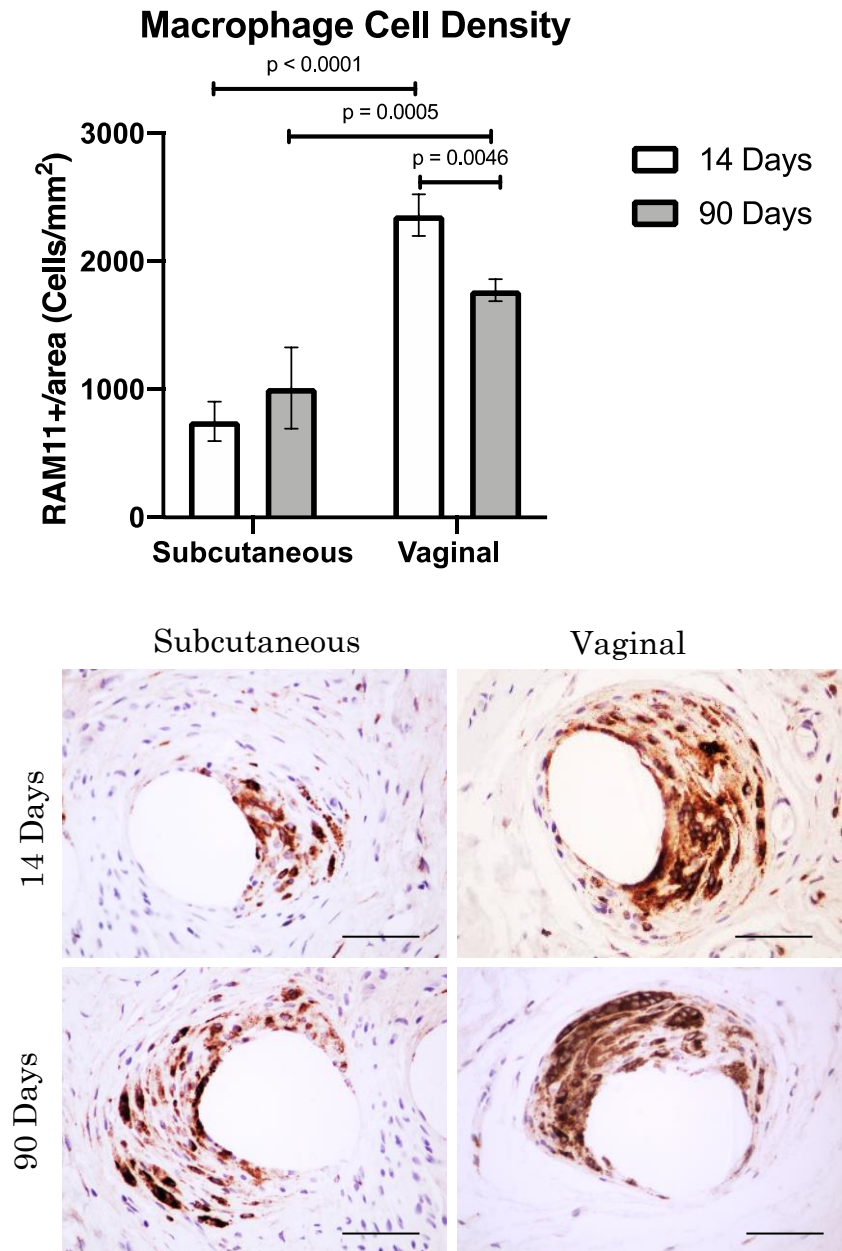 Macrophage Cell Density
p < 0.0001
p = 0.0005
p = 0.0046
3000
2000
1000
0
RAM11+/area (Cells/mm²)
14 Days
90 Days
Subcutaneous
Vaginal
Subcutaneous
Vaginal
14 Days
90 Days